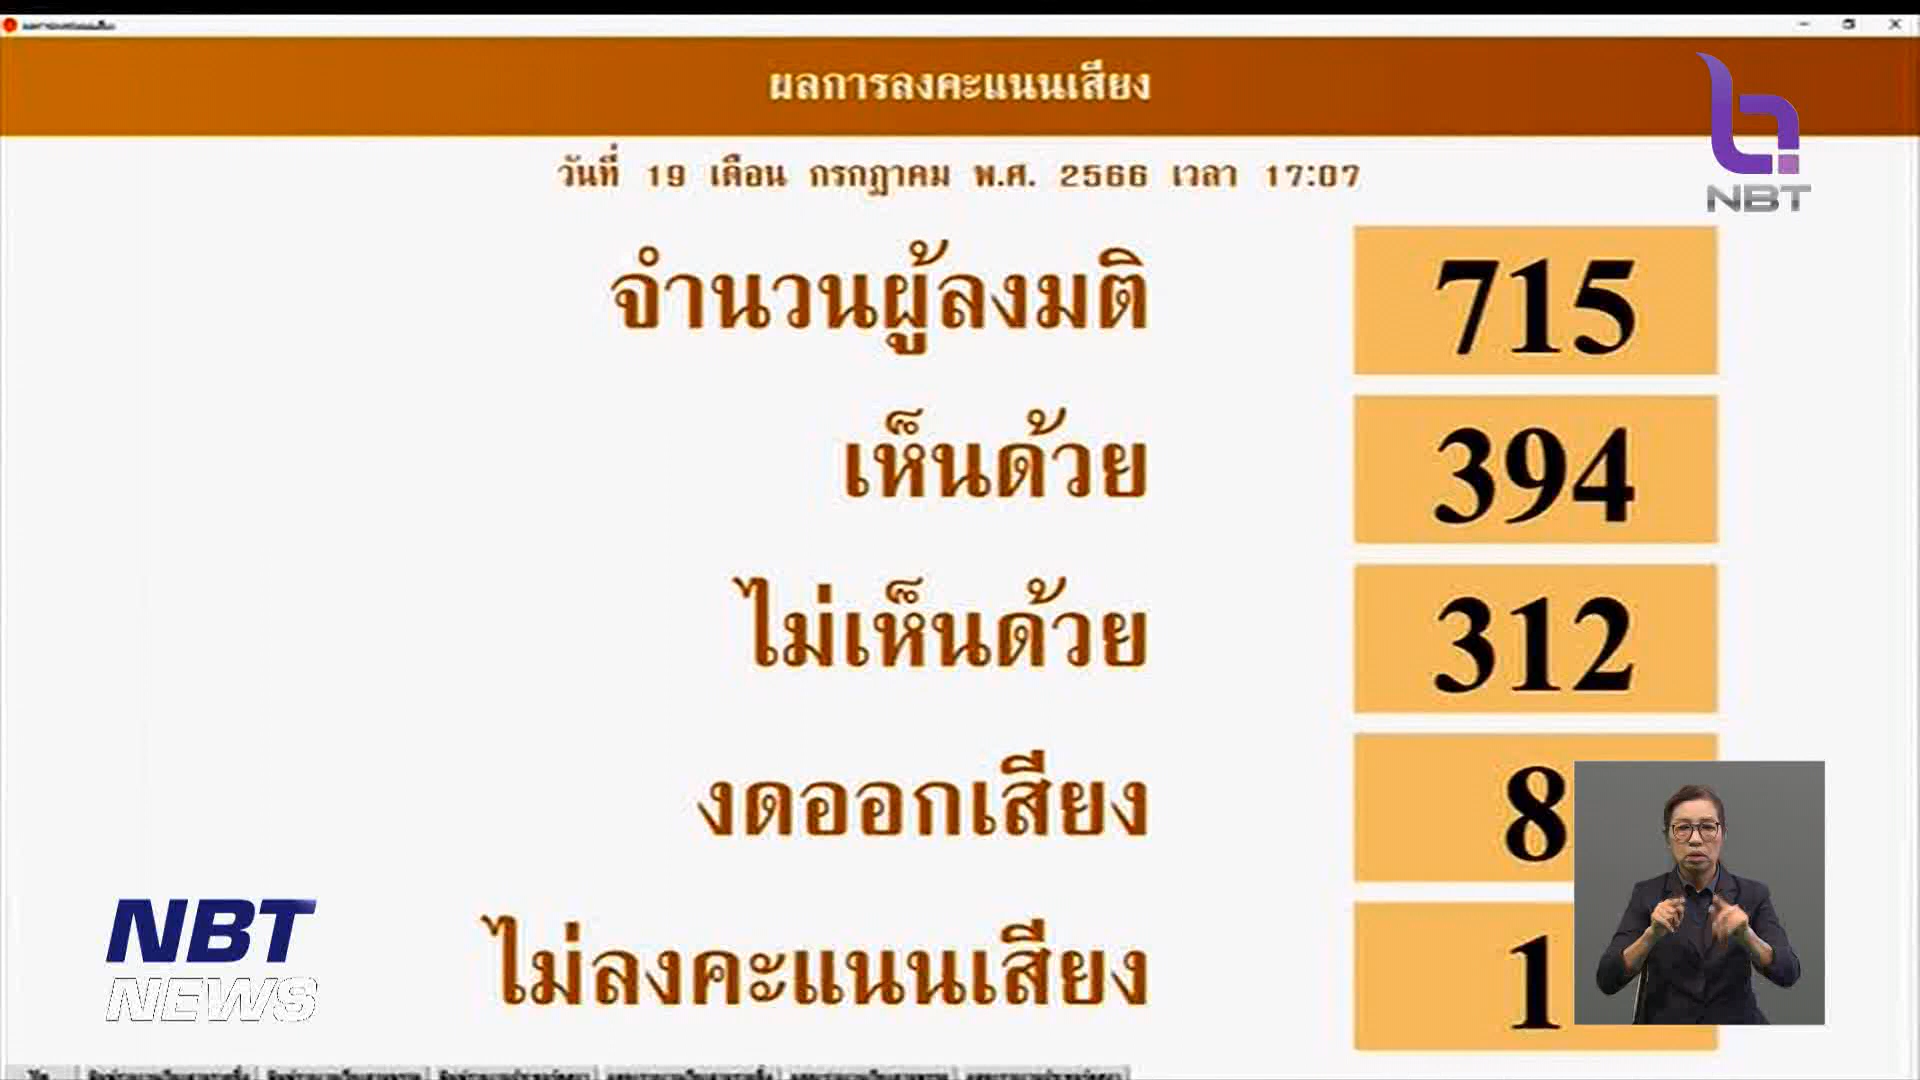 ผลการลงคะแนนเสียง
NBT
วันที่ 19 เดือน กรกฎาคม พ.ศ. 2566 เวลา 17:07
จำนวนผู้ลงมติ 715
เห็นด้วย 394
ไม่เห็นด้วย 312
งดออกเสียง 8
ไม่ลงคะแนนเสียง 1
NBT
NEWS